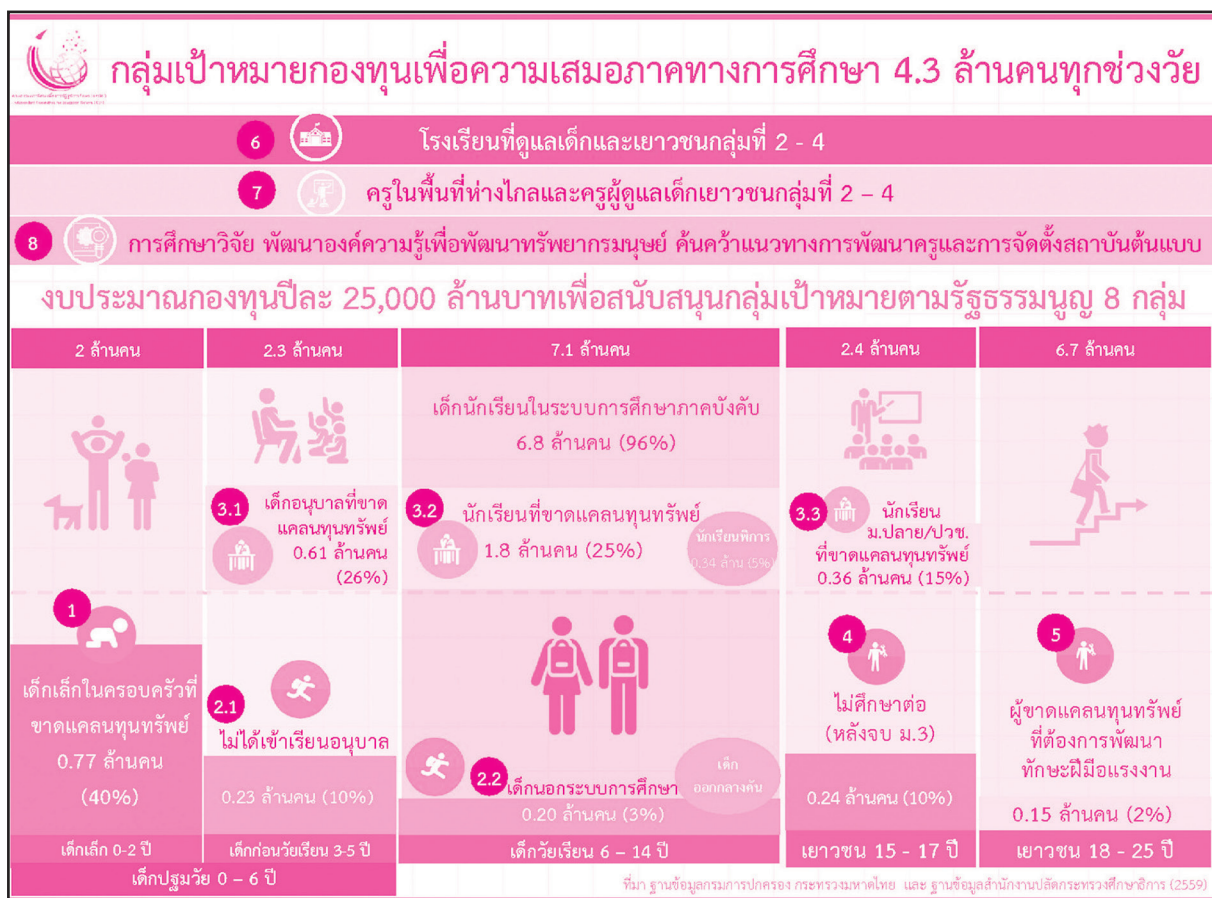 กลุ่มเป้าหมายกองทุนเพื่อความเสมอภาคทางการศึกษา 4.3 ล้านคนทุกช่วงวัย
6
โรงเรียนที่ดูแลเด็กและเยาวชนกลุ่มที่ 2 - 4
7
ครูในพื้นที่ห่างไกลและครูผู้ดูแลเด็กเยาวชนกลุ่มที่ 2 – 4
8
การศึกษาวิจัย พัฒนาองค์ความรู้เพื่อพัฒนาทรัพยากรมนุษย์ ค้นคว้าแนวทางการพัฒนาครูและการจัดตั้งสถาบันต้นแบบ
งบประมาณกองทุนปีละ 25,000 ล้านบาทเพื่อสนับสนุนกลุ่มเป้าหมายตามรัฐธรรมนูญ 8 กลุ่ม
2 ล้านคน
1
เด็กเล็กในครอบครัวที่
ขาดแคลนทุนทรัพย์
0.77 ล้านคน
(40%)
เด็กเล็ก 0-2 ปี
2.3 ล้านคน
3.1
เด็กอนุบาลที่ขาด
แคลนทุนทรัพย์
0.61 ล้านคน
(26%)
2.1
ไม่ได้เข้าเรียนอนุบาล
0.23 ล้านคน (10%)
เด็กก่อนวัยเรียน 3-5 ปี
เด็กปฐมวัย 0 – 6 ปี
7.1 ล้านคน
เด็กนักเรียนในระบบการศึกษาภาคบังคับ
6.8 ล้านคน (96%)
3.2
นักเรียนที่ขาดแคลนทุนทรัพย์
1.8 ล้านคน (25%)
นักเรียนพิการ
0.34 ล้าน (5%)
2.2
เด็กนอกระบบการศึกษา
0.20 ล้านคน (3%)
เด็ก
ออกกลางคัน
เด็กวัยเรียน 6 – 14 ปี
2.4 ล้านคน
3.3
นักเรียน
ม.ปลาย/ปวช.
ที่ขาดแคลนทุนทรัพย์
0.36 ล้านคน (15%)
4
ไม่ศึกษาต่อ
(หลังจบ ม.3)
0.24 ล้านคน (10%)
เยาวชน 15 - 17 ปี
6.7 ล้านคน
5
ผู้ขาดแคลนทุนทรัพย์
ที่ต้องการพัฒนา
ทักษะฝีมือแรงงาน
0.15 ล้านคน (2%)
เยาวชน 18 - 25 ปี
ที่มา ฐานข้อมูลกรมการปกครอง กระทรวงมหาดไทย และ ฐานข้อมูลสำนักงานปลัดกระทรวงศึกษาธิการ (2559)